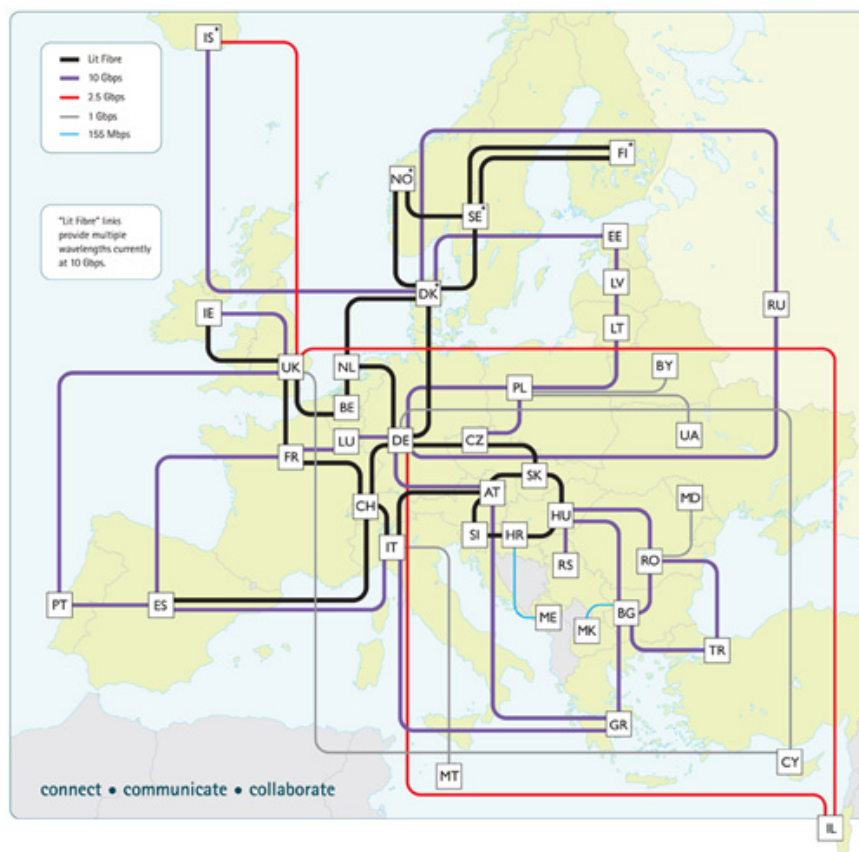 IS*
Lit Fibre
10 Gbps
2.5 Gbps
1 Gbps
155 Mbps
"Lit Fibre" links
provide multiple
wavelengths currently
at 10 Gbps.
NO*
FI*
SE*
EE
DK*
LV
RU
IE
LT
UK
NL
BY
PL
BE
LU
DE
CZ
UA
FR
SK
AT
MD
CH
HU
SI
HR
IT
RS
RO
PT
ES
ME
MK
BG
TR
GR
MT
CY
connect • communicate • collaborate
IL